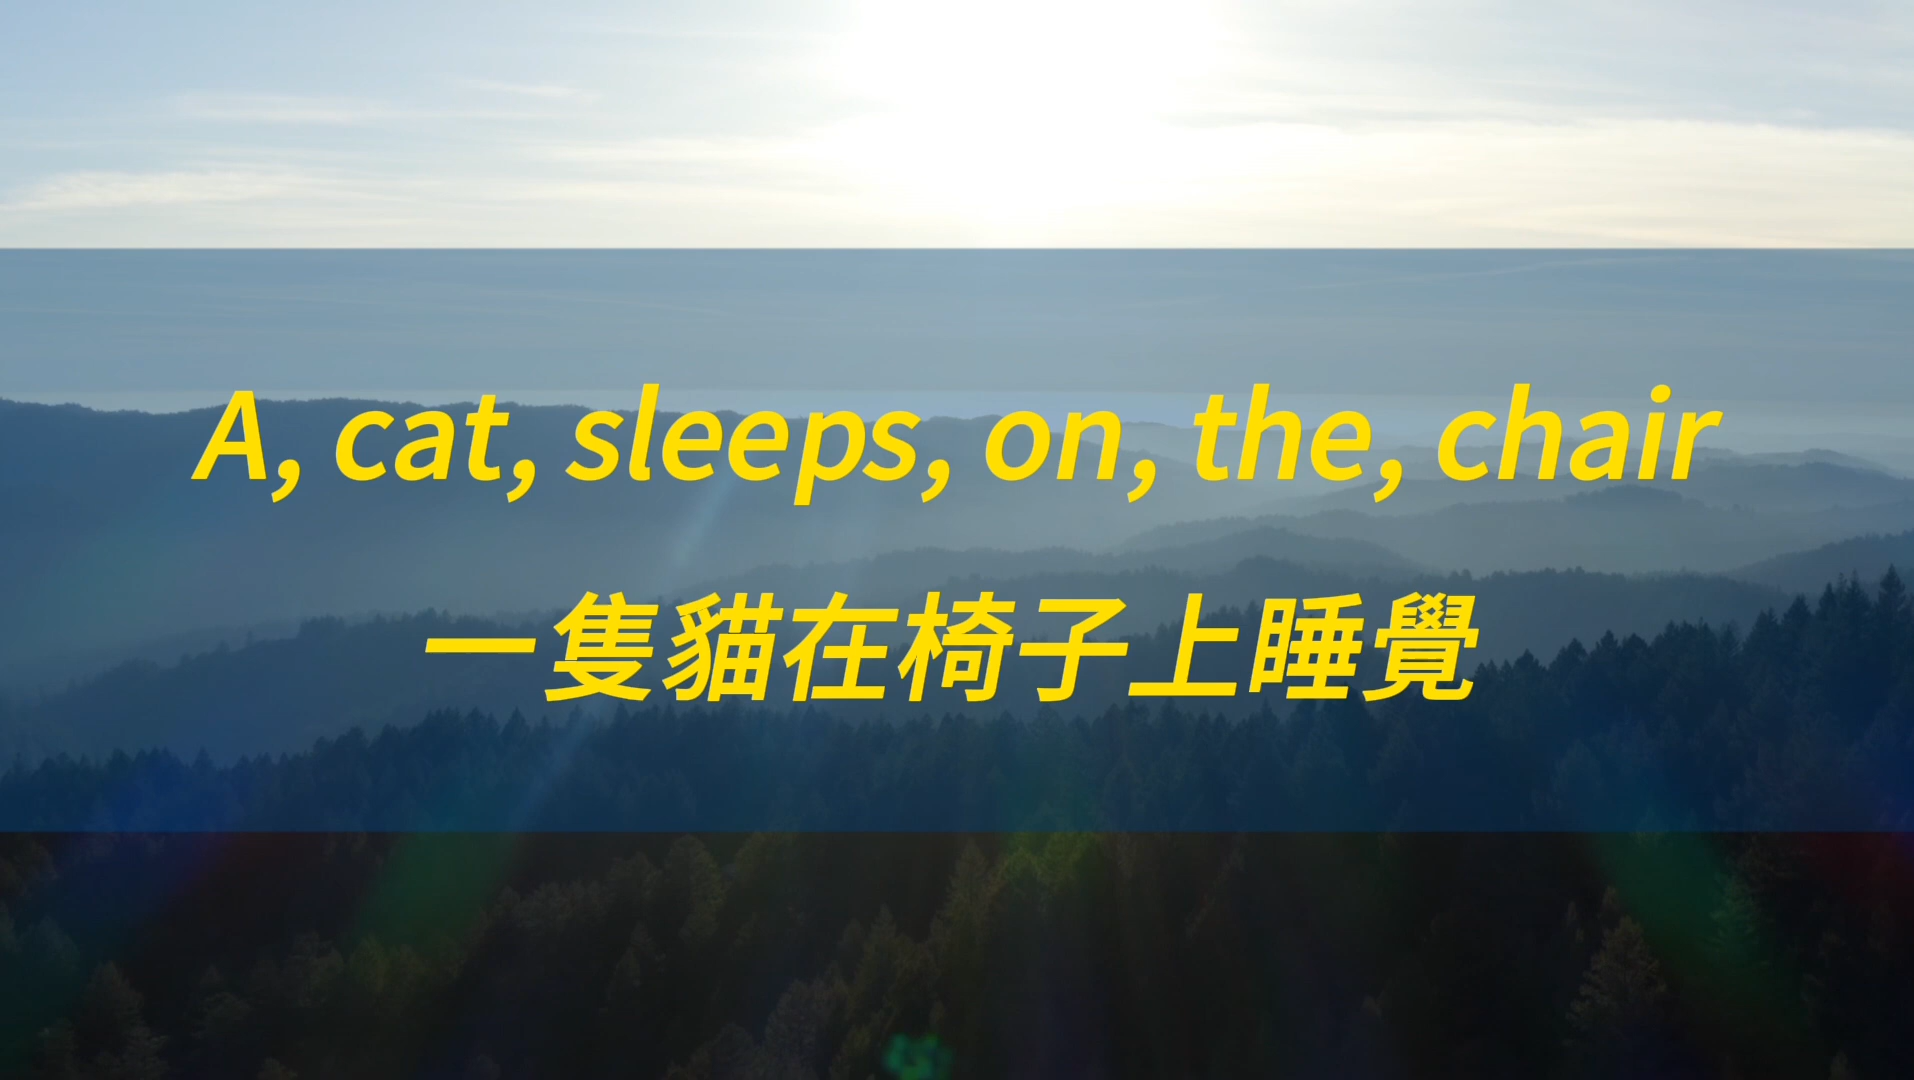 A, cat, sleeps, on, the, chair
一隻貓在椅子上睡覺